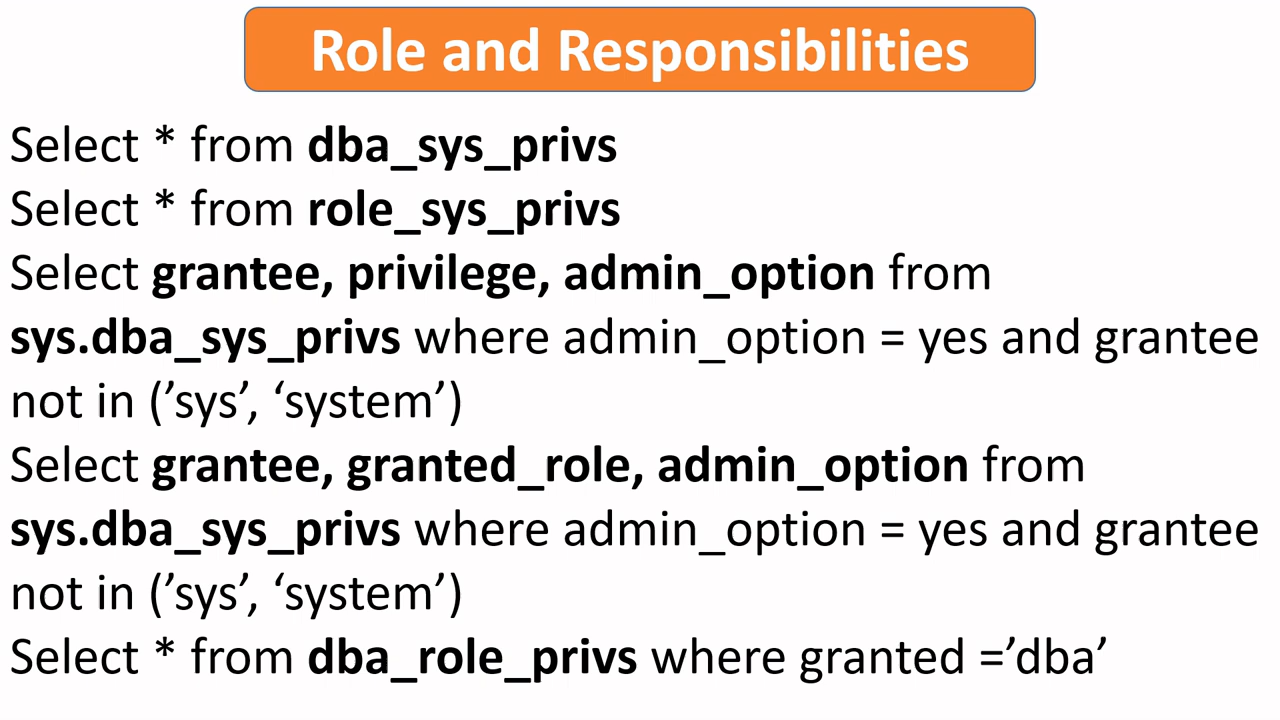 Role and Responsibilities
Select * from dba_sys_privs
Select * from role_sys_privs
Select grantee, privilege, admin_option from
sys.dba_sys_privs where admin_option = yes and grantee
not in (’sys’, ‘system’)
Select grantee, granted_role, admin_option from
sys.dba_sys_privs where admin_option = yes and grantee
not in (’sys’, ‘system’)
Select * from dba_role_privs where granted =’dba’